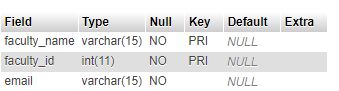 Field Type Null Key Default Extra
faculty_name varchar(15) NO PRI NULL
faculty_id int(11) NO PRI NULL
email varchar(15) NO NULL